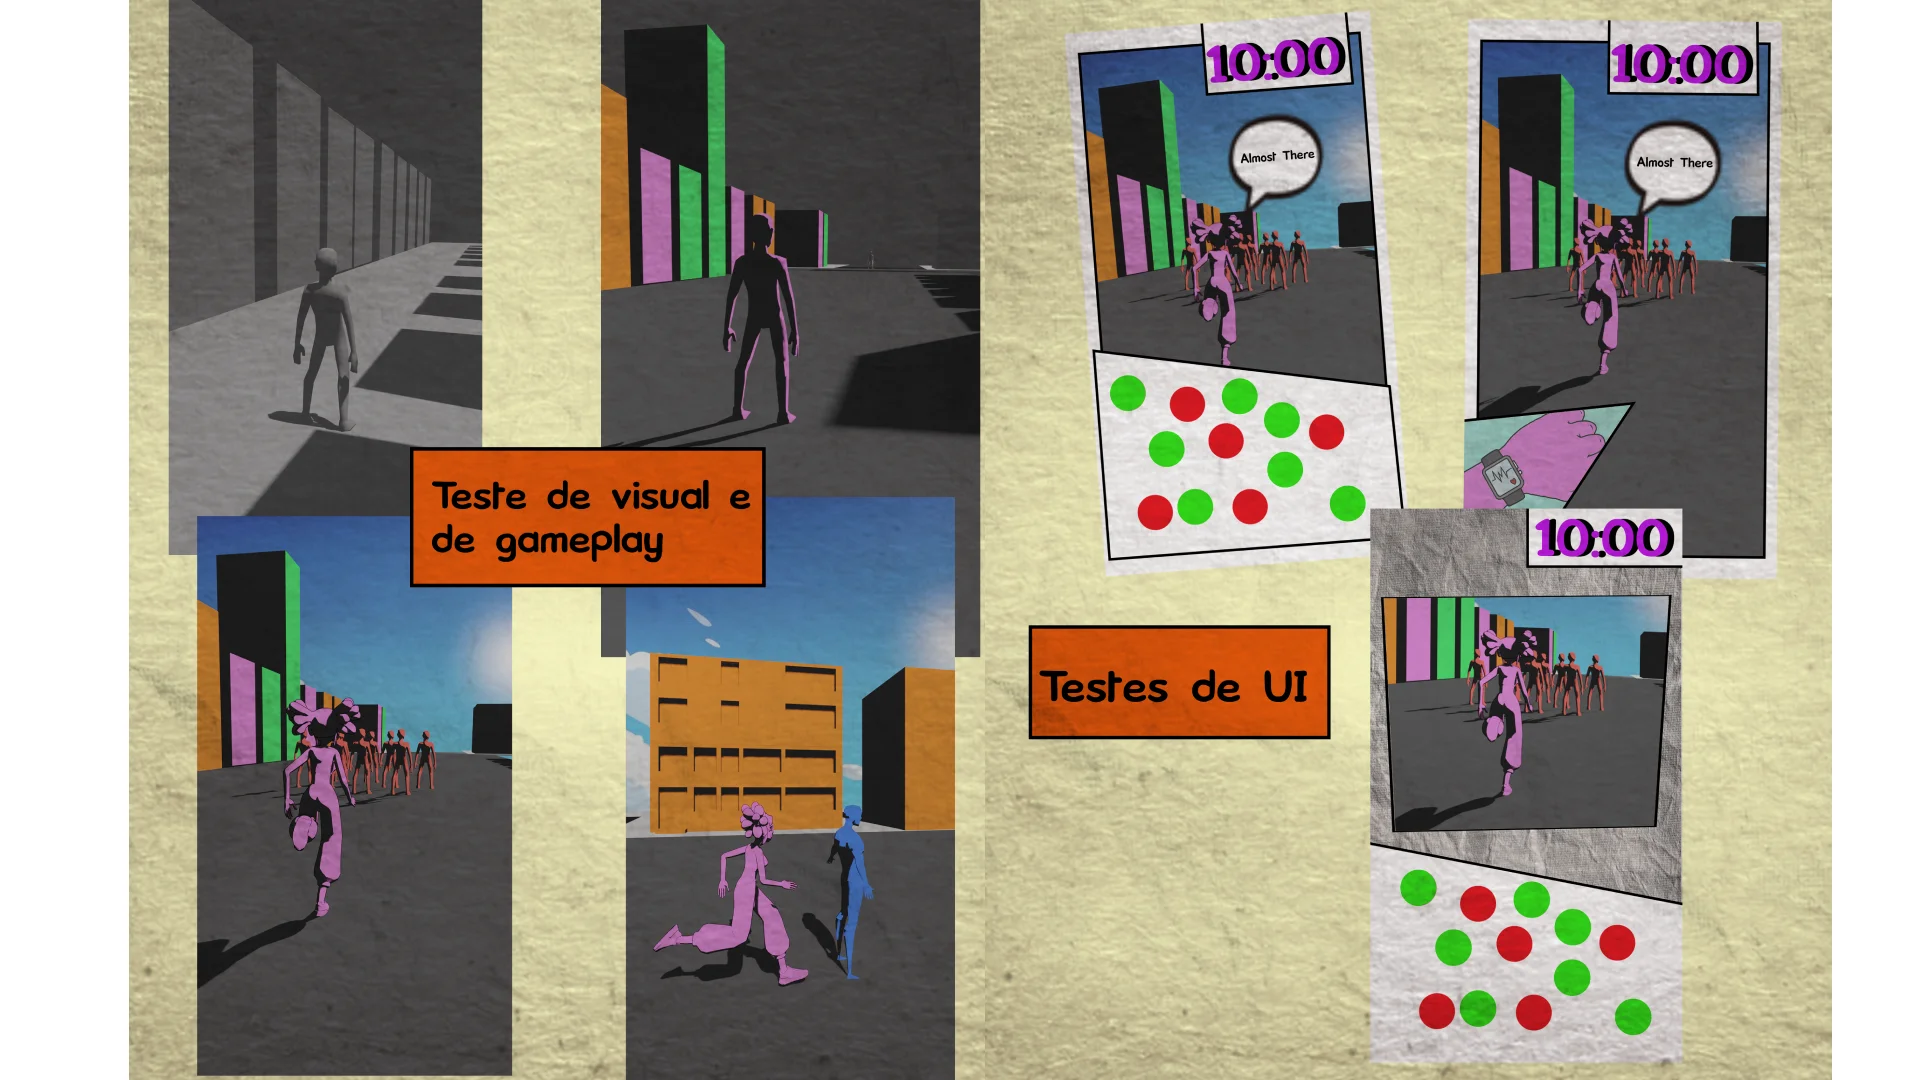 Teste de visual e
de gameplay
10:00
Almost There
10:00
Almost There
Testes de UI
10:00